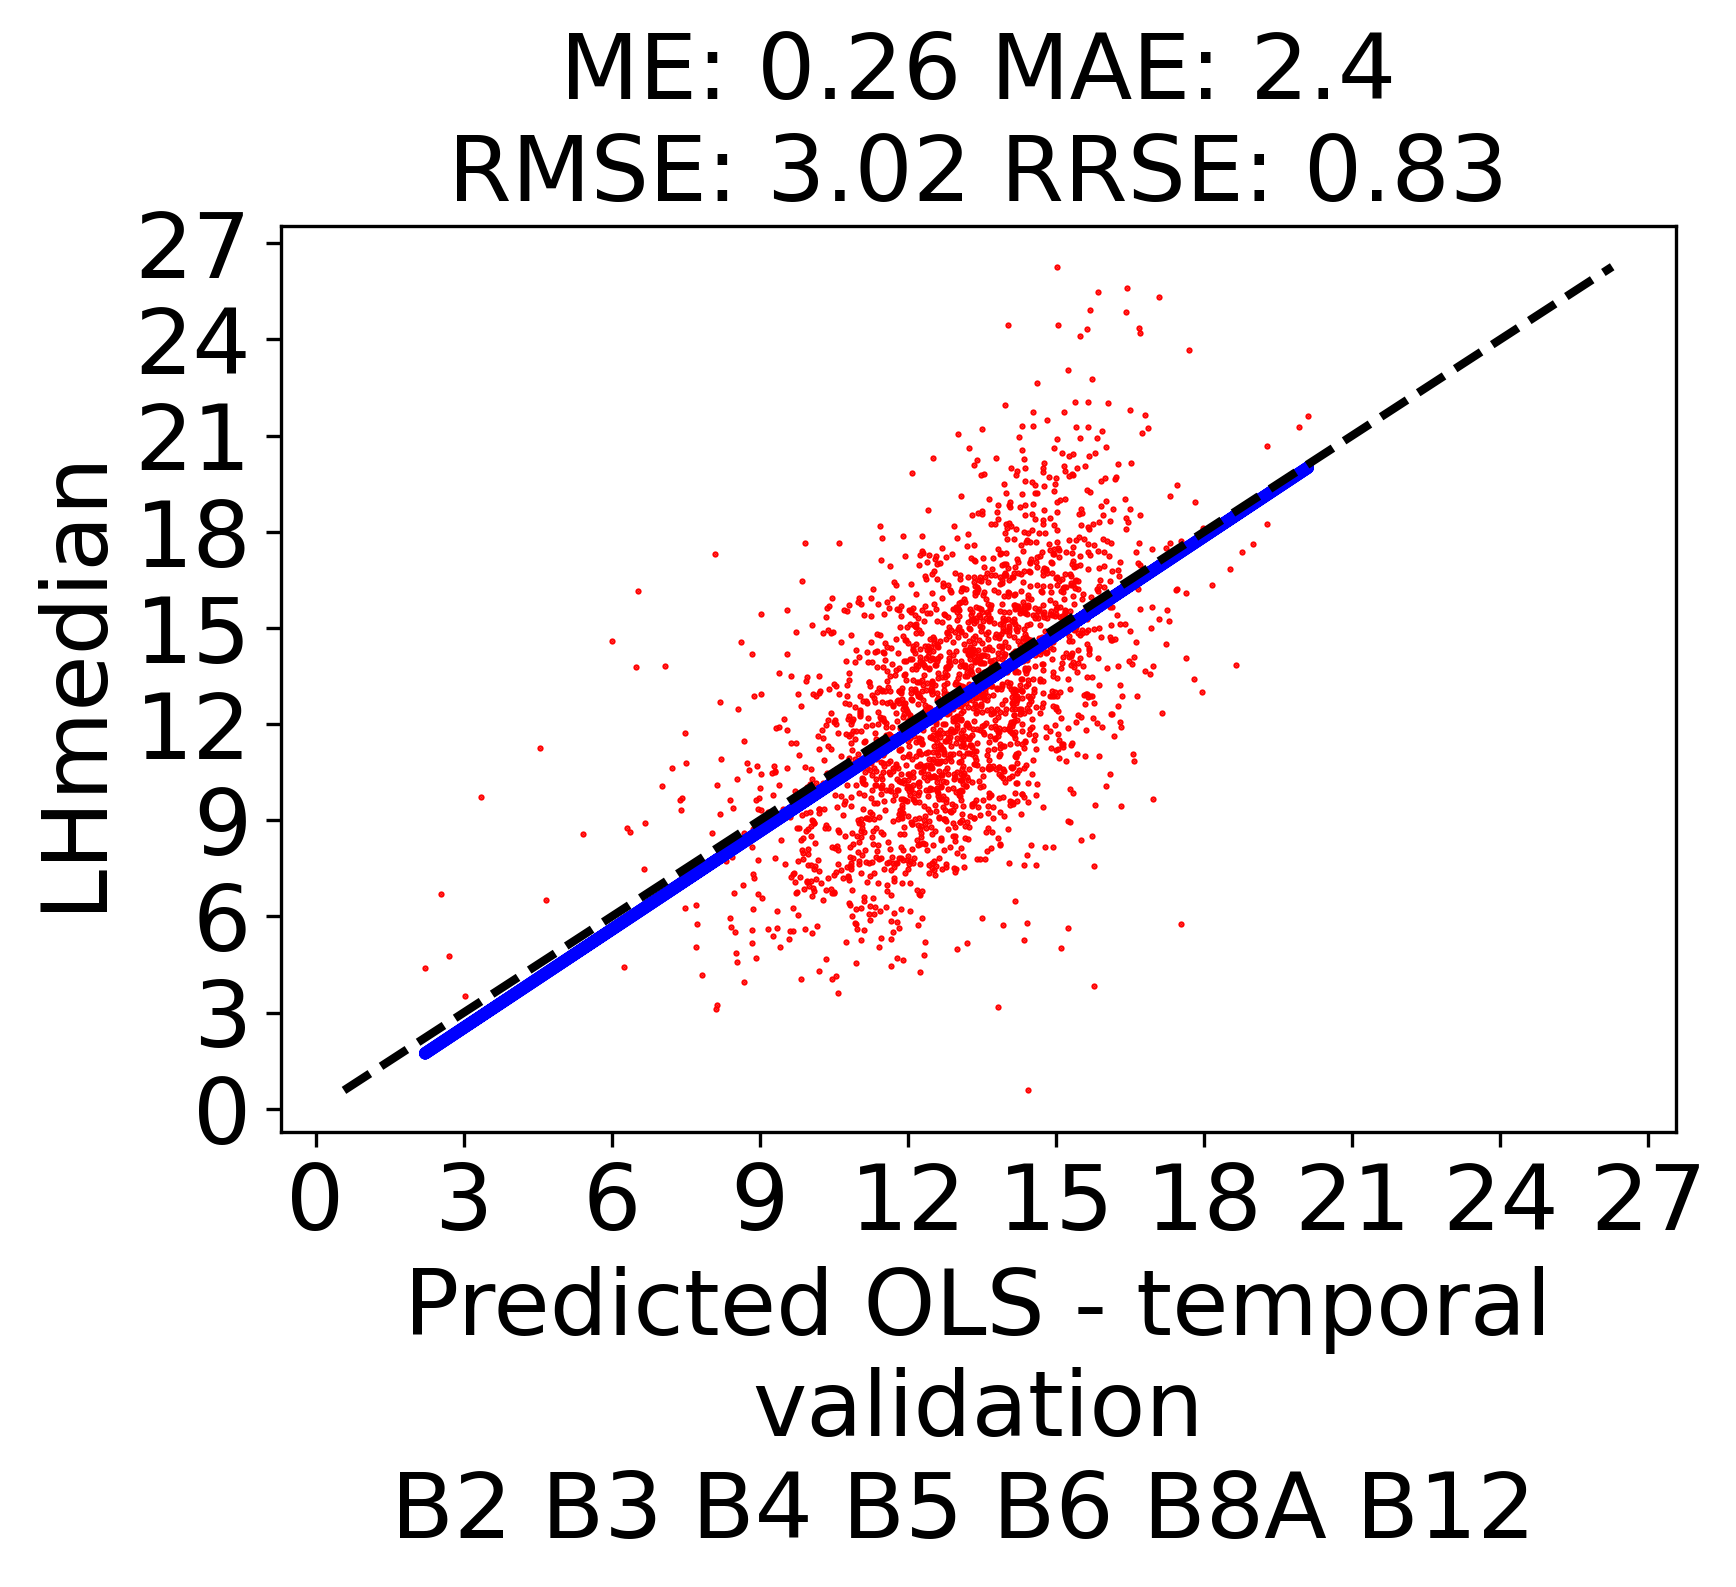 ME: 0.26 MAE: 2.4
RMSE: 3.02 RRSE: 0.83
27
24
21
18
15
12
9
6
3
0
LHmedian
0 3 6 9 12 15 18 21 24 27
Predicted OLS - temporal
validation
B2 B3 B4 B5 B6 B8A B12